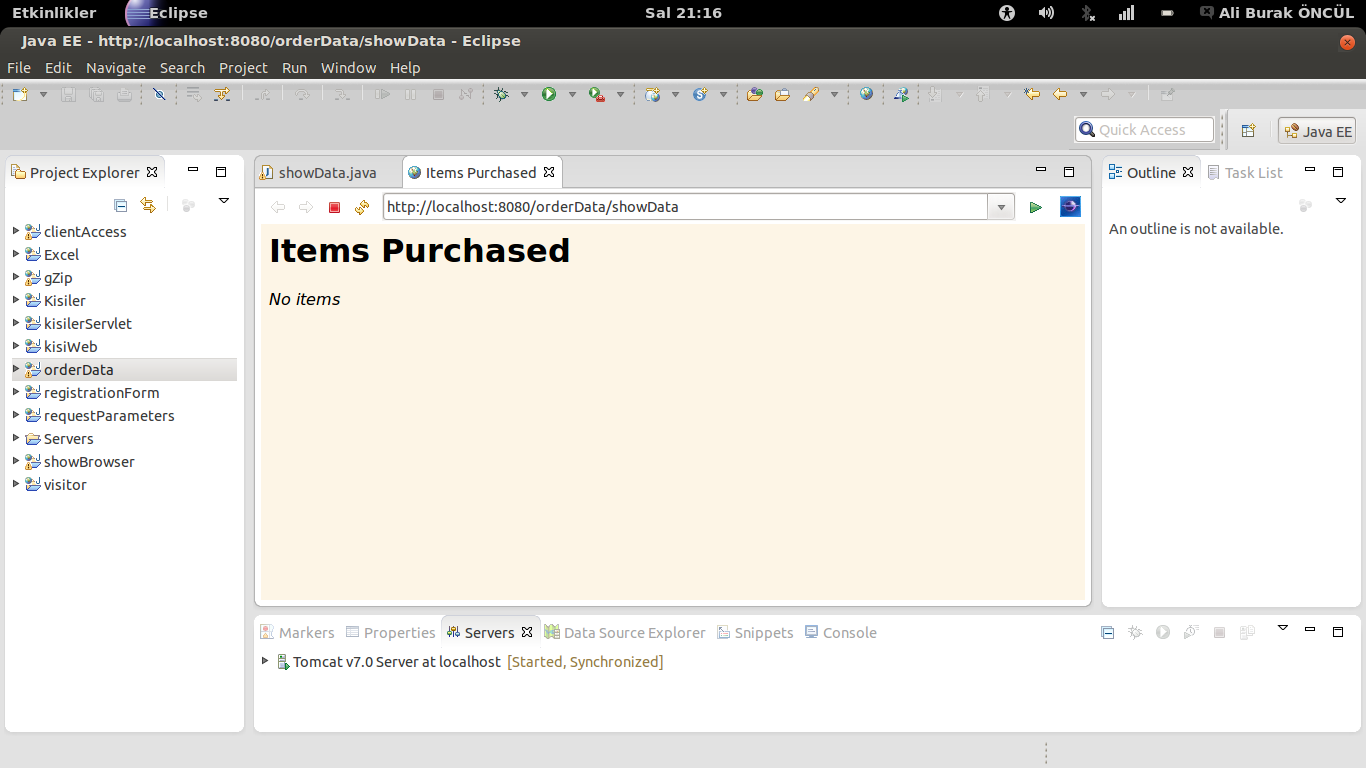 Etkinlikler Eclipse Sal 21:16 Ali Burak ÖNCÜL
Java EE - http://localhost:8080/orderData/showData - Eclipse
File Edit Navigate Search Project Run Window Help
Quick Access Java EE
Project Explorer
clientAccess
Excel
gZip
Kisiler
kisilerServlet
kisiWeb
orderData
registrationForm
requestParameters
Servers
showBrowser
visitor
showData.java Items Purchased
http://localhost:8080/orderData/showData
Items Purchased
No items
Outline Task List
An outline is not available.
Markers Properties Servers Data Source Explorer Snippets Console
Tomcat v7.0 Server at localhost [Started, Synchronized]